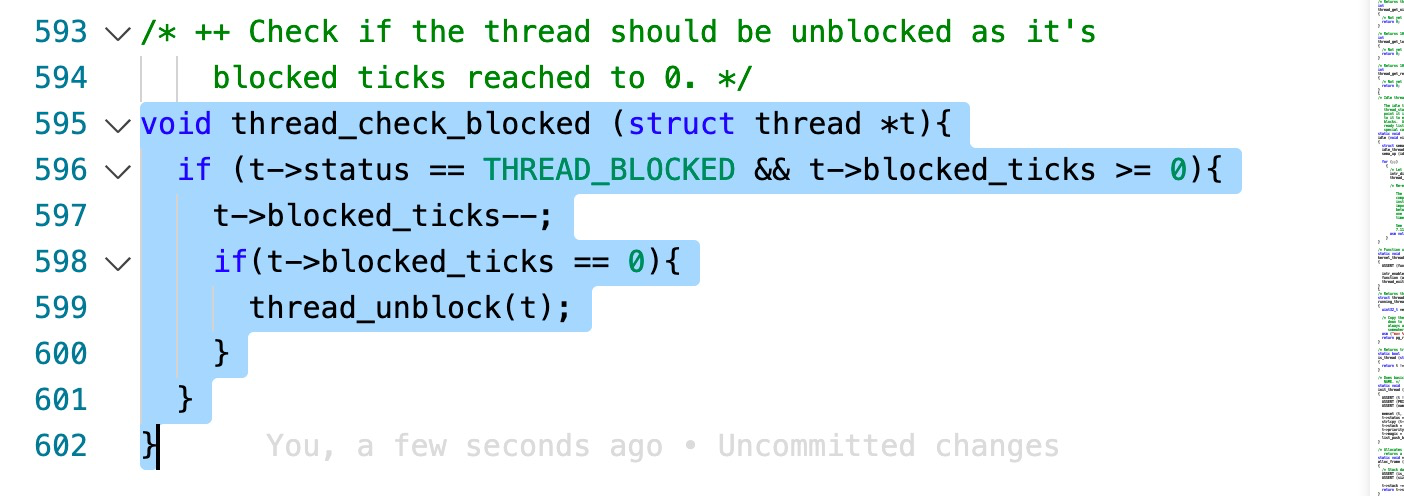 593 /* ++ Check if the thread should be unblocked as it's
594 blocked ticks reached to 0. */
595 void thread_check_blocked (struct thread *t){
596 if (t->status == THREAD_BLOCKED && t->blocked_ticks >= 0){
597 t->blocked_ticks--;
598 if(t->blocked_ticks == 0){
599 thread_unblock(t);
600 }
601 }
602 } You, a few seconds ago • Uncommitted changes